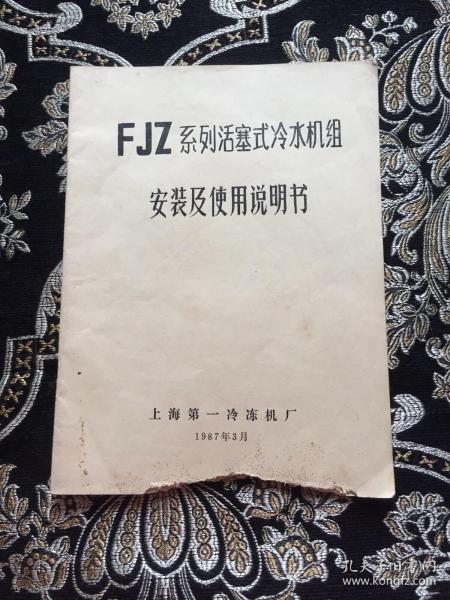 FJZ系列活塞式冷水机组
安装及使用说明书
上海第一冷冻机厂
1987年3月
孔夫子旧书网
www.kongfz.com